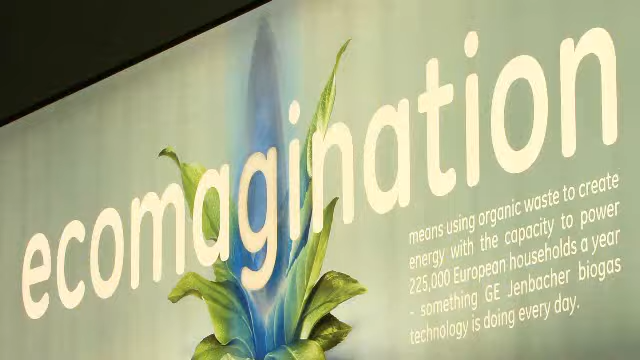 ecomagination
means using organic waste to create
energy with the capacity to power
225,000 European households a year
- something GE Jenbacher biogas
technology is doing every day.